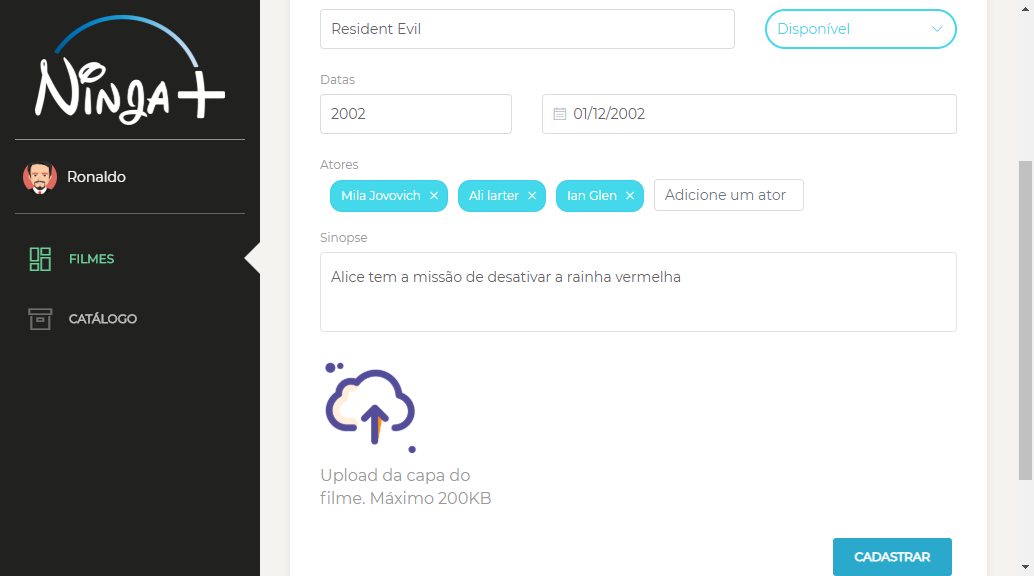 Ninja+
Ronaldo
FILMES
CATÁLOGO
Resident Evil
Disponível
Datas
2002
01/12/2002
Atores
Mila Jovovich ×
Ali larter ×
Ian Glen ×
Adicione um ator
Sinopse
Alice tem a missão de desativar a rainha vermelha
Upload da capa do
filme. Máximo 200KB
CADASTRAR